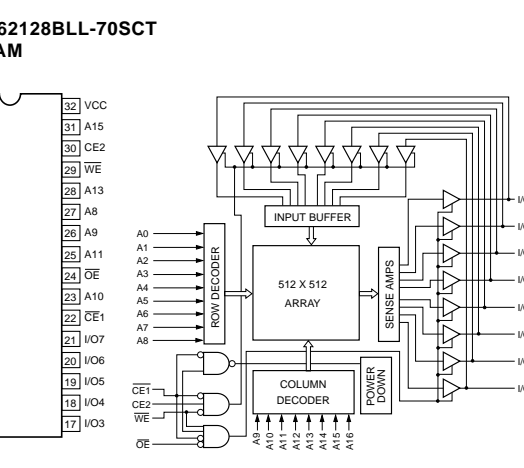 62128BLL-70SCT
AM
32 VCC
31 A15
30 CE2
29 WE
28 A13
27 A8
26 A9
25 A11
24 OE
23 A10
22 CE1
21 I/O7
20 I/O6
19 I/O5
18 I/O4
17 I/O3
INPUT BUFFER
A0
A1
A2
A3
A4
A5
A6
A7
A8
ROW DECODER
512 X 512
ARRAY
SENSE AMPS
COLUMN
DECODER
POWER
DOWN
CE1
CE2
WE
OE
A9
A10
A11
A12
A13
A14
A15
A16